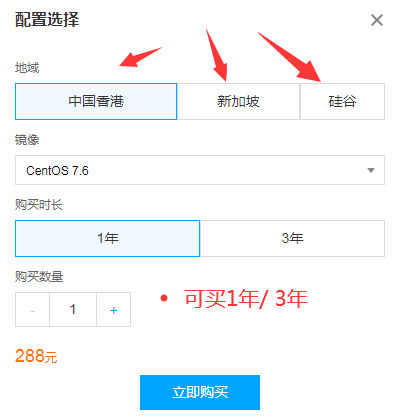 配置选择
地域
中国香港 新加坡 硅谷
镜像
CentOS 7.6
购买时长
1年 3年
购买数量
- 1 +
• 可买1年/ 3年
288元
立即购买